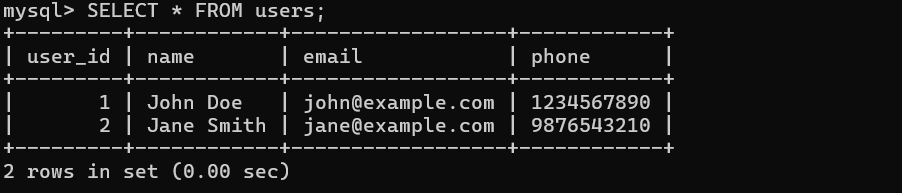 mysql> SELECT * FROM users;
+---------+------------+------------------+------------+
| user_id | name       | email            | phone      |
+---------+------------+------------------+------------+
|       1 | John Doe   | john@example.com | 1234567890 |
|       2 | Jane Smith | jane@example.com | 9876543210 |
+---------+------------+------------------+------------+
2 rows in set (0.00 sec)